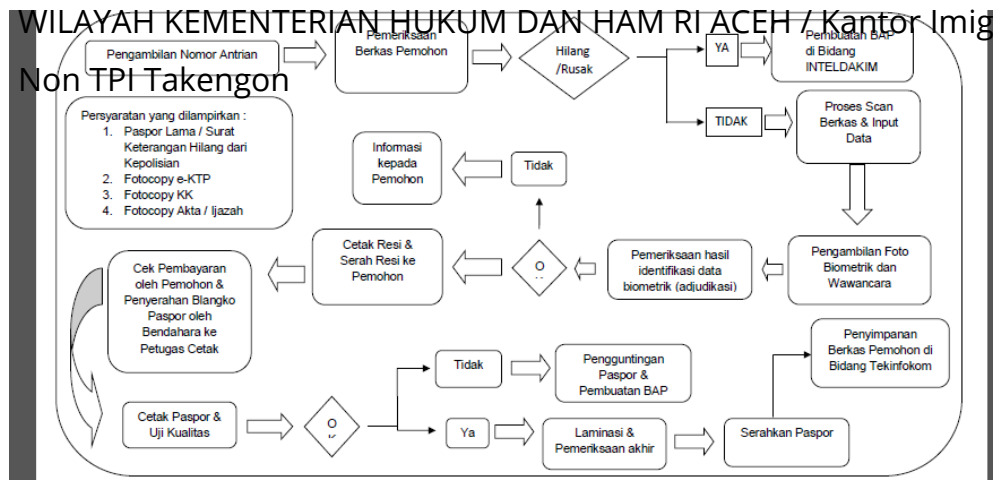 WILAYAH KEMENTERIAN HUKUM DAN HAM RI ACEH / Kantor Imig
Non TPI Takengon
Pengambilan Nomor Antrian
Pemeriksaan
Berkas Pemohon
Hilang
/Rusak
YA
Pembuatan BAP
di Bidang
INTELDAKIM
TIDAK
Proses Scan
Berkas & Input
Data
Persyaratan yang dilampirkan :
1. Paspor Lama / Surat
Keterangan Hilang dari
Kepolisian
2. Fotocopy e-KTP
3. Fotocopy KK
4. Fotocopy Akta / Ijazah
Informasi
kepada
Pemohon
Tidak
Pengambilan Foto
Biometrik dan
Wawancara
Pemeriksaan hasil
identifikasi data
biometrik (adjudikasi)
O
Cetak Resi &
Serah Resi ke
Pemohon
Cek Pembayaran
oleh Pemohon &
Penyerahan Blangko
Paspor oleh
Bendahara ke
Petugas Cetak
Cetak Paspor &
Uji Kualitas
O
Tidak
Pengguntingan
Paspor &
Pembuatan BAP
Ya
Laminasi &
Pemeriksaan akhir
Serahkan Paspor
Penyimpanan
Berkas Pemohon di
Bidang Tekinfokom